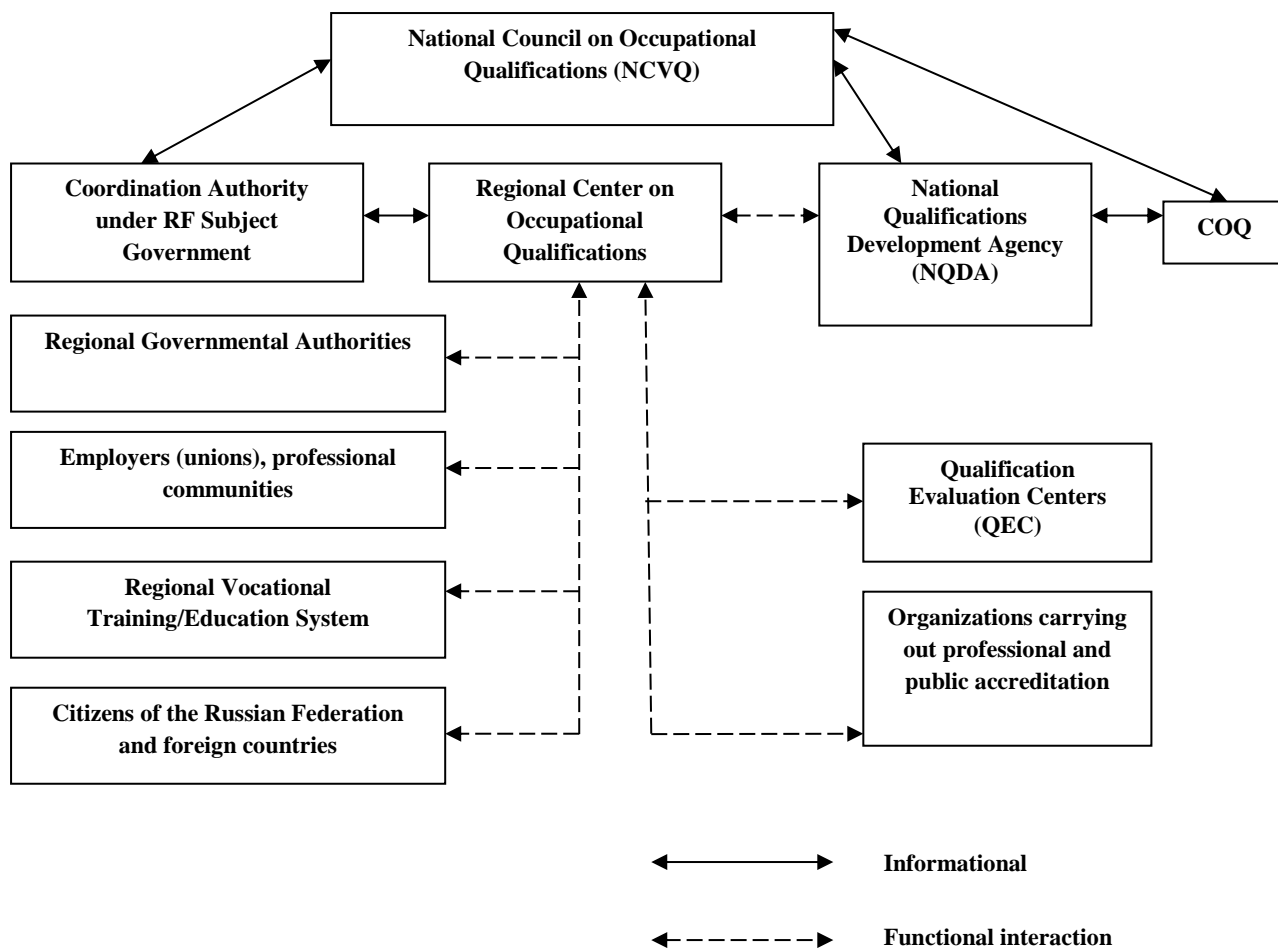 National Council on Occupational
Qualifications (NCVQ)
Coordination Authority
under RF Subject
Government
Regional Center on
Occupational
Qualifications
National
Qualifications
Development Agency
(NQDA)
COQ
Regional Governmental Authorities
Employers (unions), professional
communities
Regional Vocational
Training/Education System
Citizens of the Russian Federation
and foreign countries
Qualification
Evaluation Centers
(QEC)
Organizations carrying
out professional and
public accreditation
Informational
Functional interaction